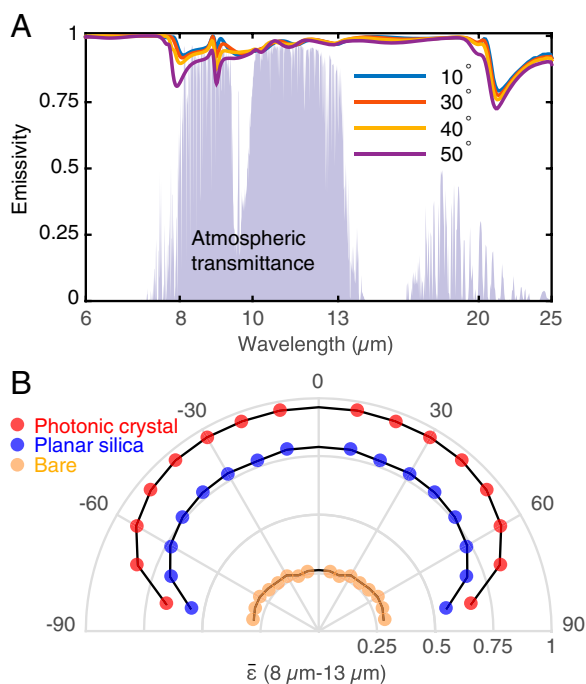 A
1
0.75
0.5
0.25
0
Emissivity
10°
30°
40°
50°
Atmospheric
transmittance
6 8 10 13 20 25
Wavelength (μm)
B
0
-30 30
-60 60
-90 90
Photonic crystal
Planar silica
Bare
0.25 0.5 0.75 1
ε̄ (8 μm-13 μm)